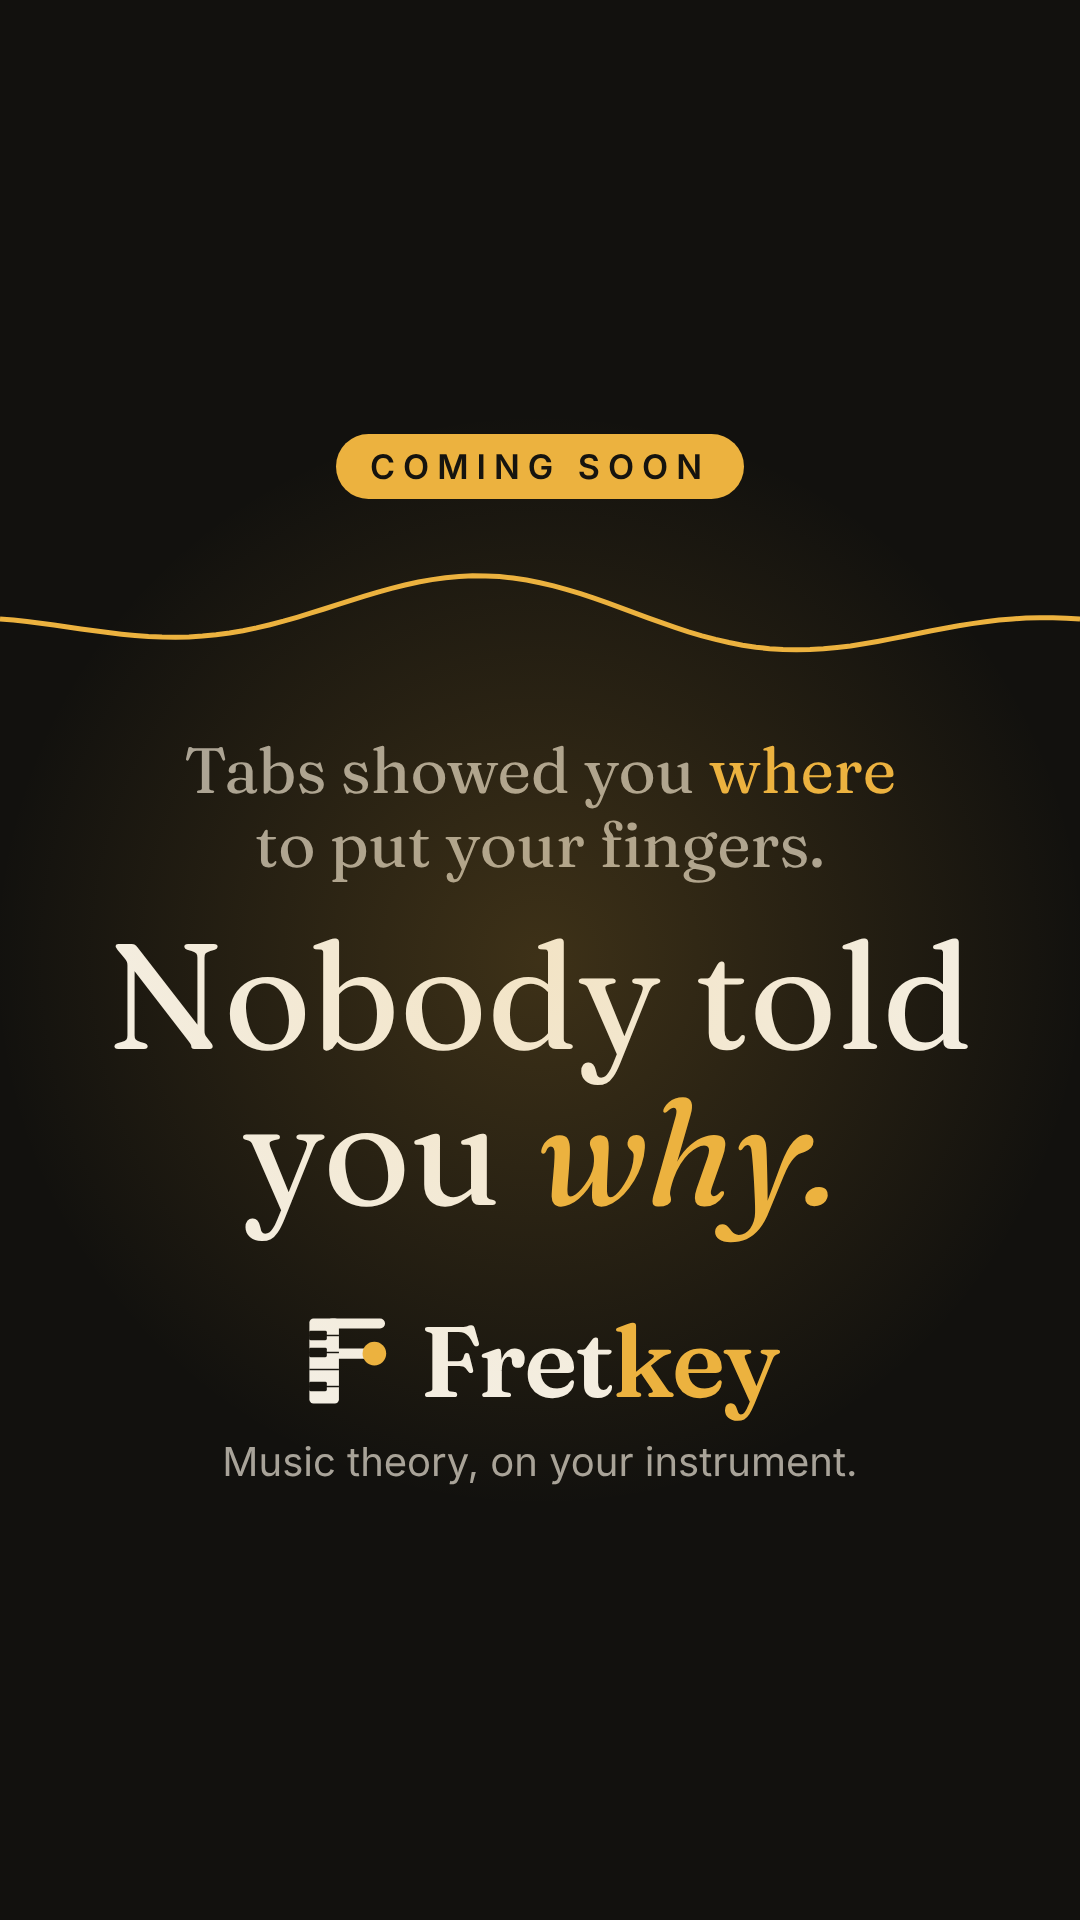 COMING SOON
Tabs showed you where
to put your fingers.
Nobody told
you why.
Fretkey
Music theory, on your instrument.